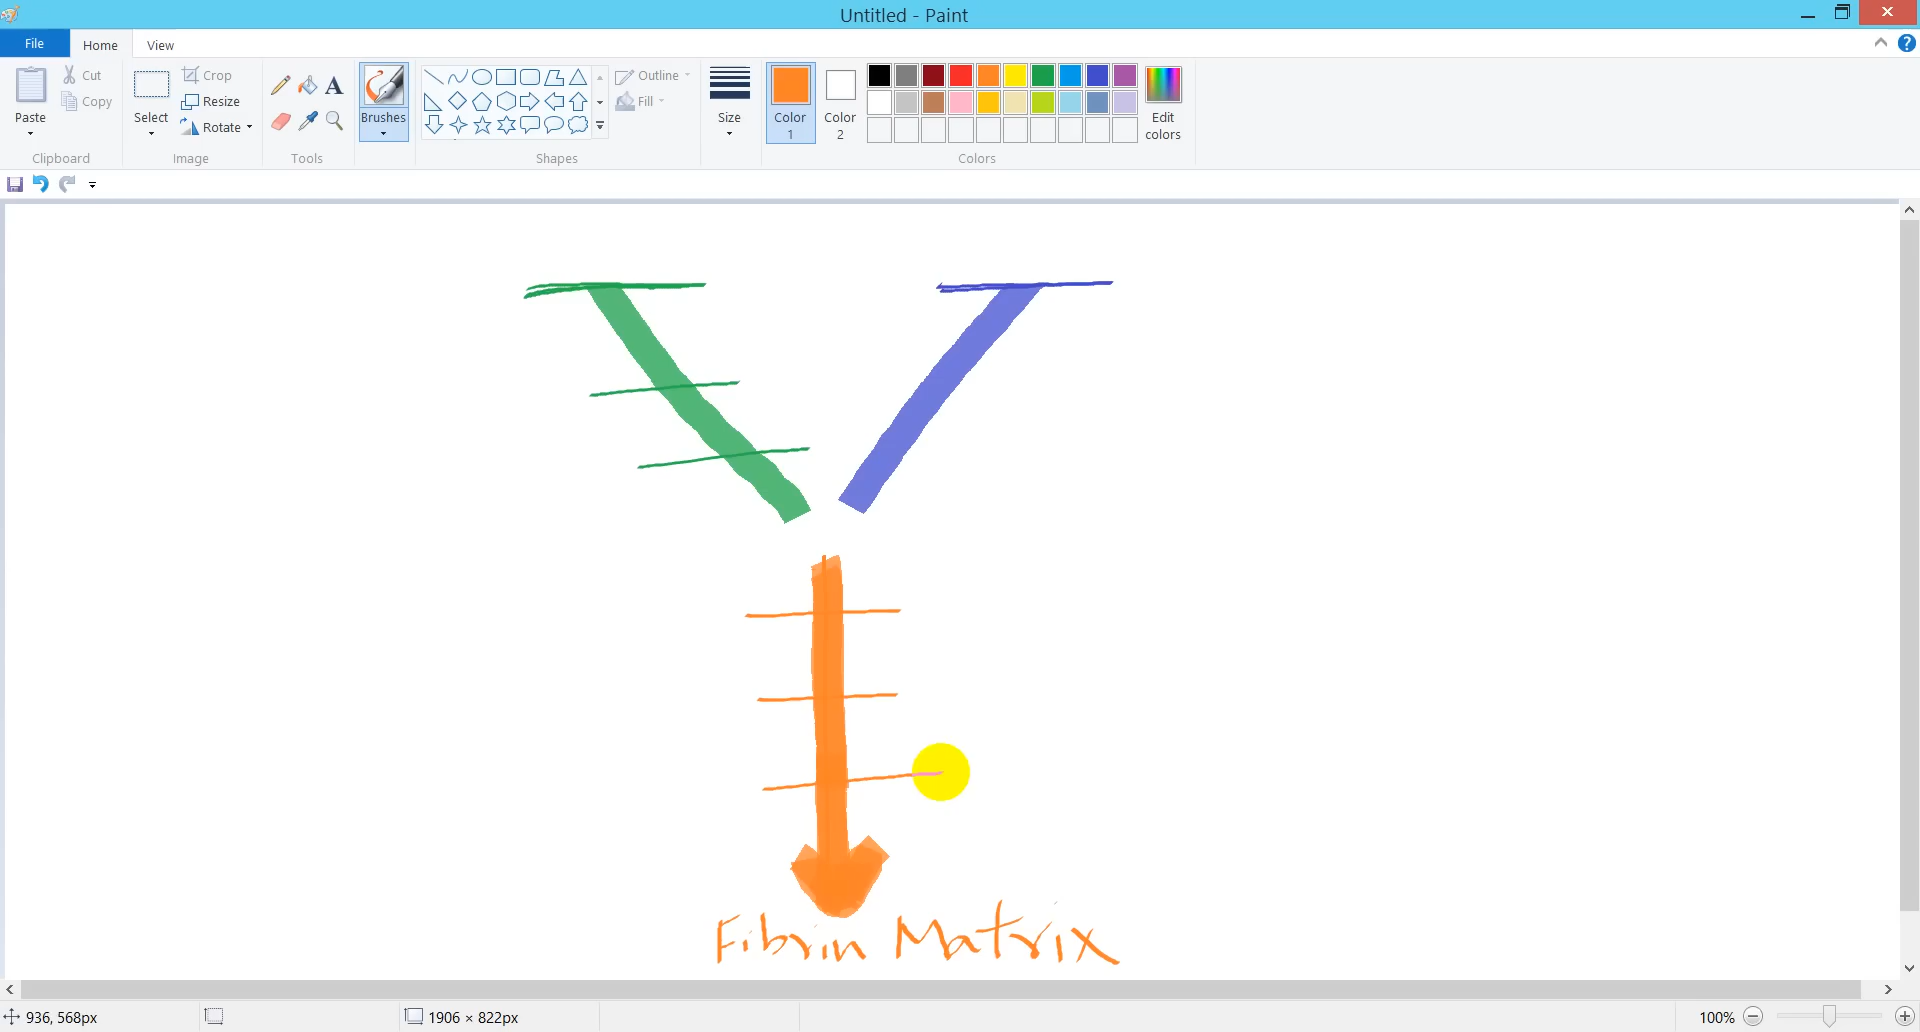 Untitled - Paint
File Home View
Paste Cut Copy Clipboard
Select Crop Resize Rotate Image
A Tools
Brushes
Outline Fill Shapes
Size
Color 1 Color 2 Edit colors Colors
Fibrin Matrix
936, 568px 1906 × 822px 100%